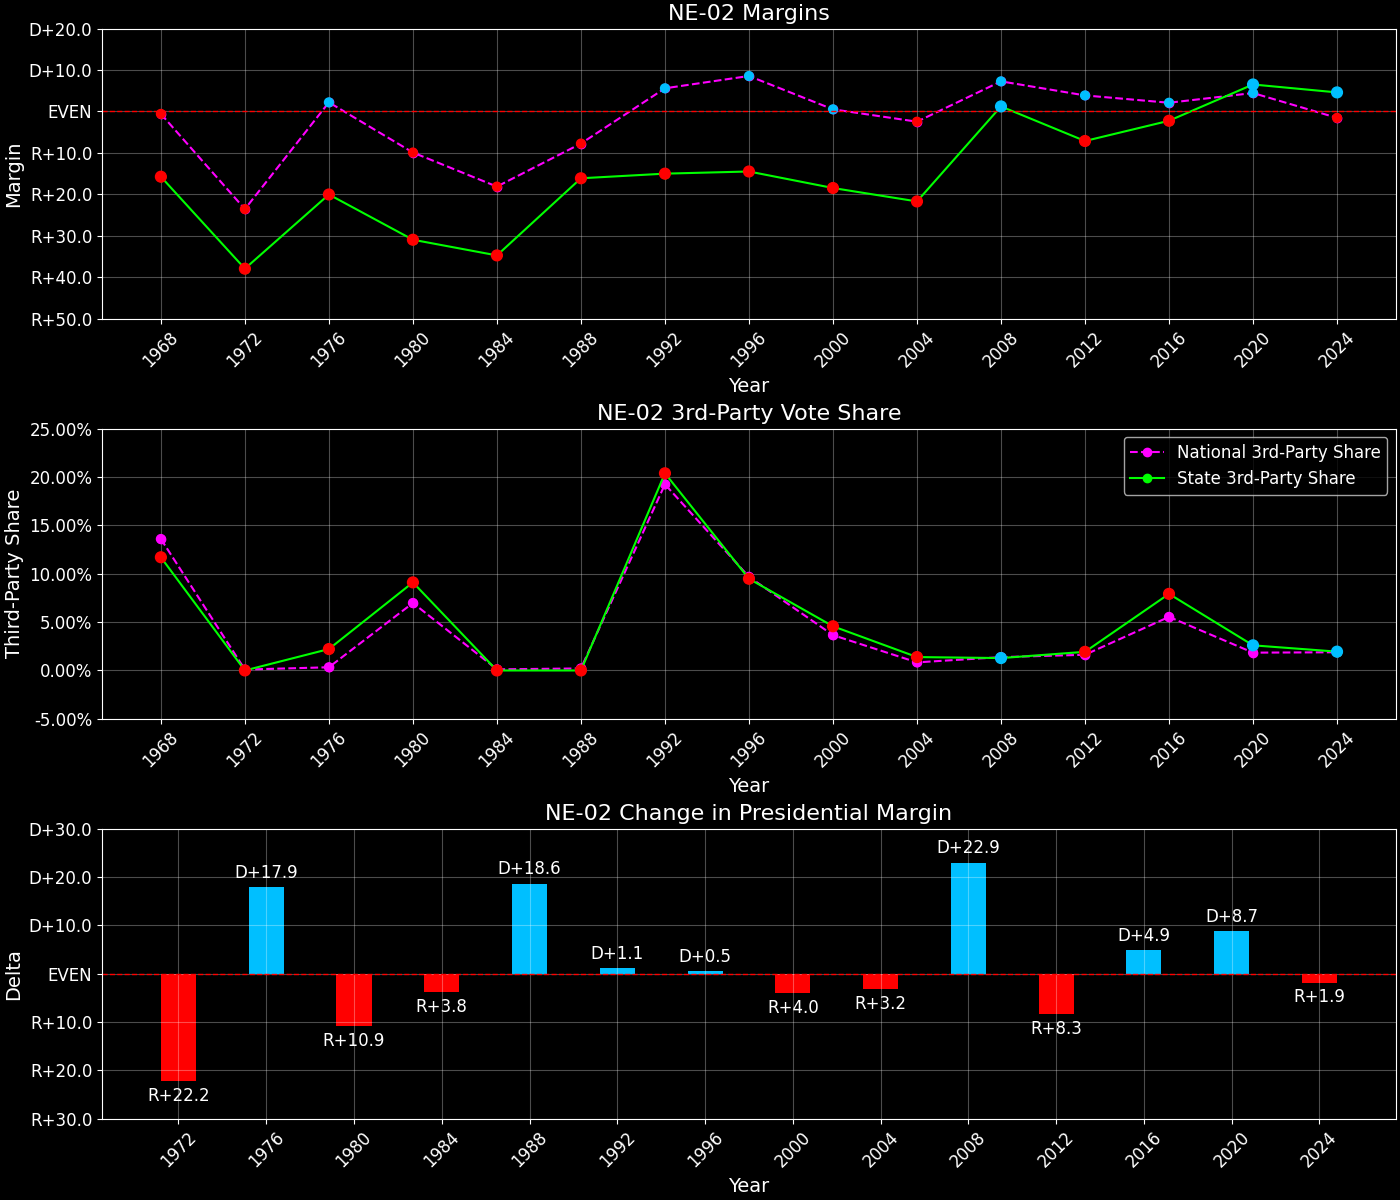 NE-02 Margins
D+20.0
D+10.0
EVEN
R+10.0
R+20.0
R+30.0
R+40.0
R+50.0
Margin
1968
1972
1976
1980
1984
1988
1992
1996
2000
2004
2008
2012
2016
2020
2024
Year
NE-02 3rd-Party Vote Share
25.00%
20.00%
15.00%
10.00%
5.00%
0.00%
-5.00%
Third-Party Share
National 3rd-Party Share
State 3rd-Party Share
1968
1972
1976
1980
1984
1988
1992
1996
2000
2004
2008
2012
2016
2020
2024
Year
NE-02 Change in Presidential Margin
D+30.0
D+20.0
D+10.0
EVEN
R+10.0
R+20.0
R+30.0
Delta
R+22.2
D+17.9
R+10.9
R+3.8
D+18.6
D+1.1
D+0.5
R+4.0
R+3.2
D+22.9
R+8.3
D+4.9
D+8.7
R+1.9
1972
1976
1980
1984
1988
1992
1996
2000
2004
2008
2012
2016
2020
2024
Year